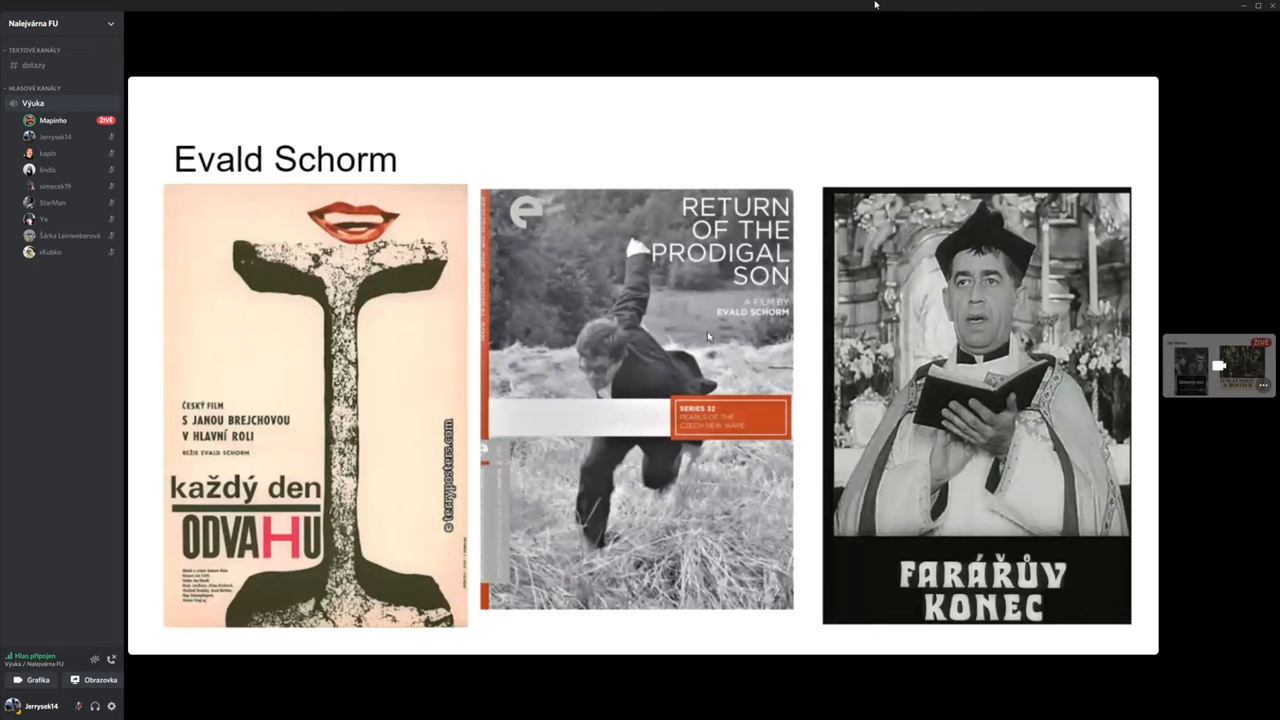 Nalejvárna FU
TEXTOVÉ KANÁLY
dotazy
HLASOVÉ KANÁLY
Výuka
Mapinho
ŽIVĚ
Jerrysek14
kapín
lindis
simecek19
StarMan
Ye
Šárka Leinweberová
rKubko
Hlas připojen
Výuka / Nalejvárna FU
Grafika
Obrazovka
Jerrysek14
Evald Schorm
ČESKÝ FILM
S JANOU BREJCHOVOU
V HLAVNÍ ROLI
REŽIE EVALD SCHORM
každý den
ODVAHU
© terryposters.com
e
RETURN
OF THE
PRODIGAL
SON
A FILM BY
EVALD SCHORM
SERIES 32
PEARLS OF THE
CZECH NEW WAVE
FARÁŘŮV
KONEC
ŽIVĚ